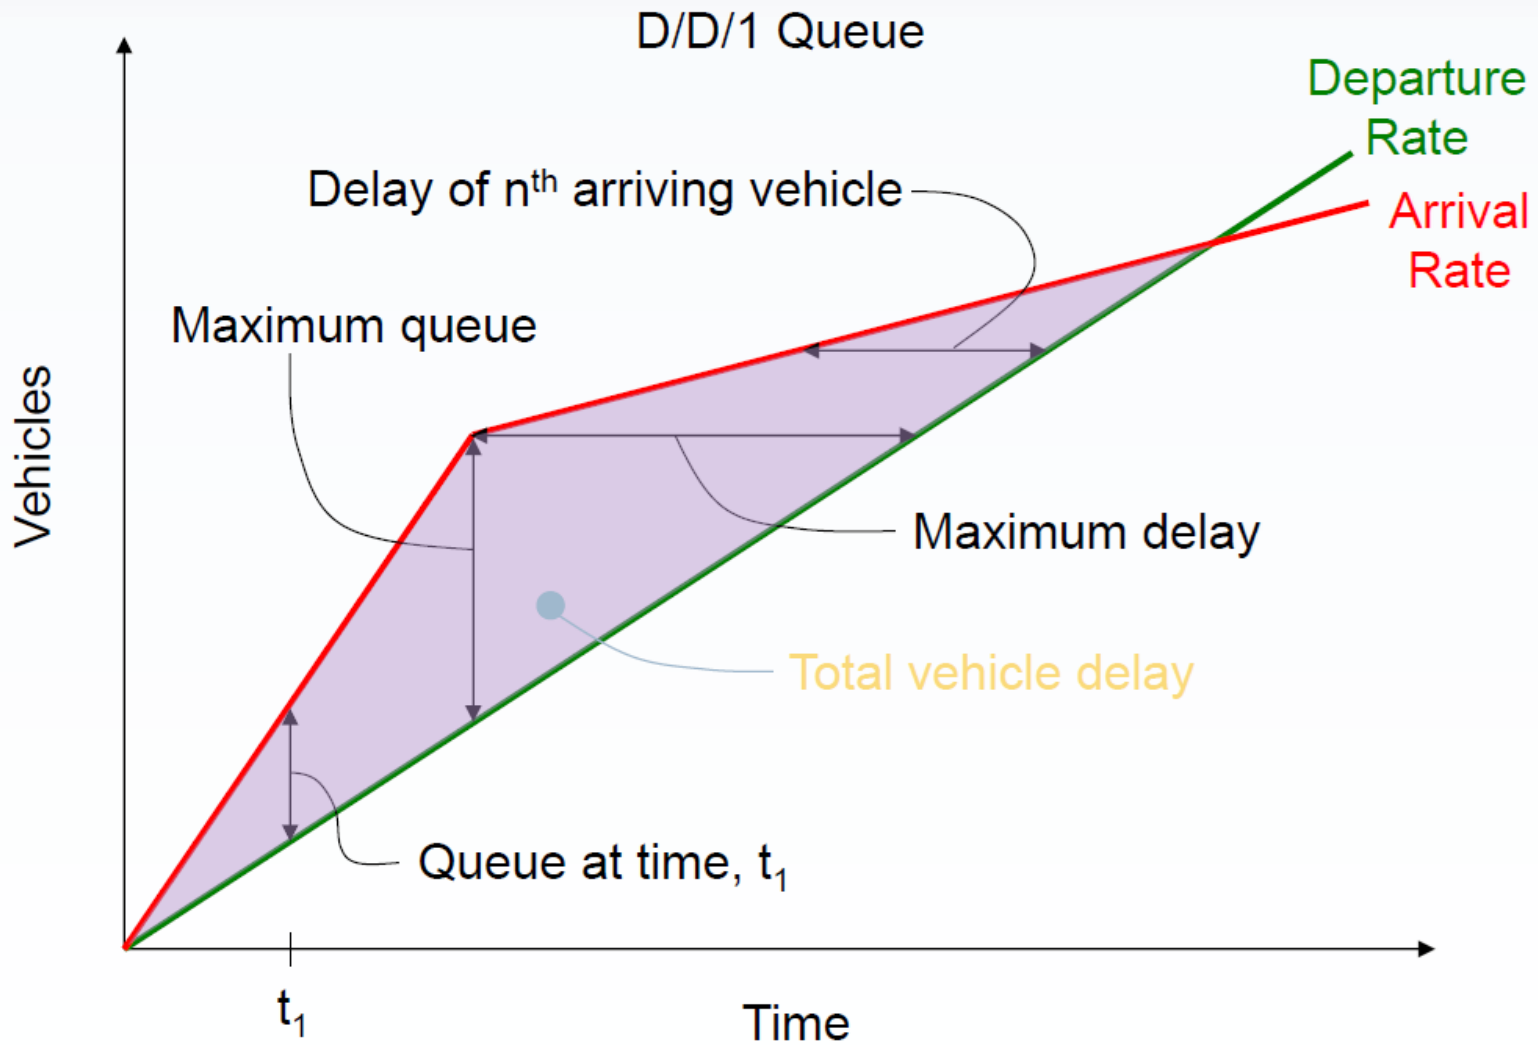 D/D/1 Queue
Departure
Rate
Delay of nth arriving vehicle
Arrival
Rate
Maximum queue
Vehicles
Maximum delay
Total vehicle delay
Queue at time, t1
t1
Time